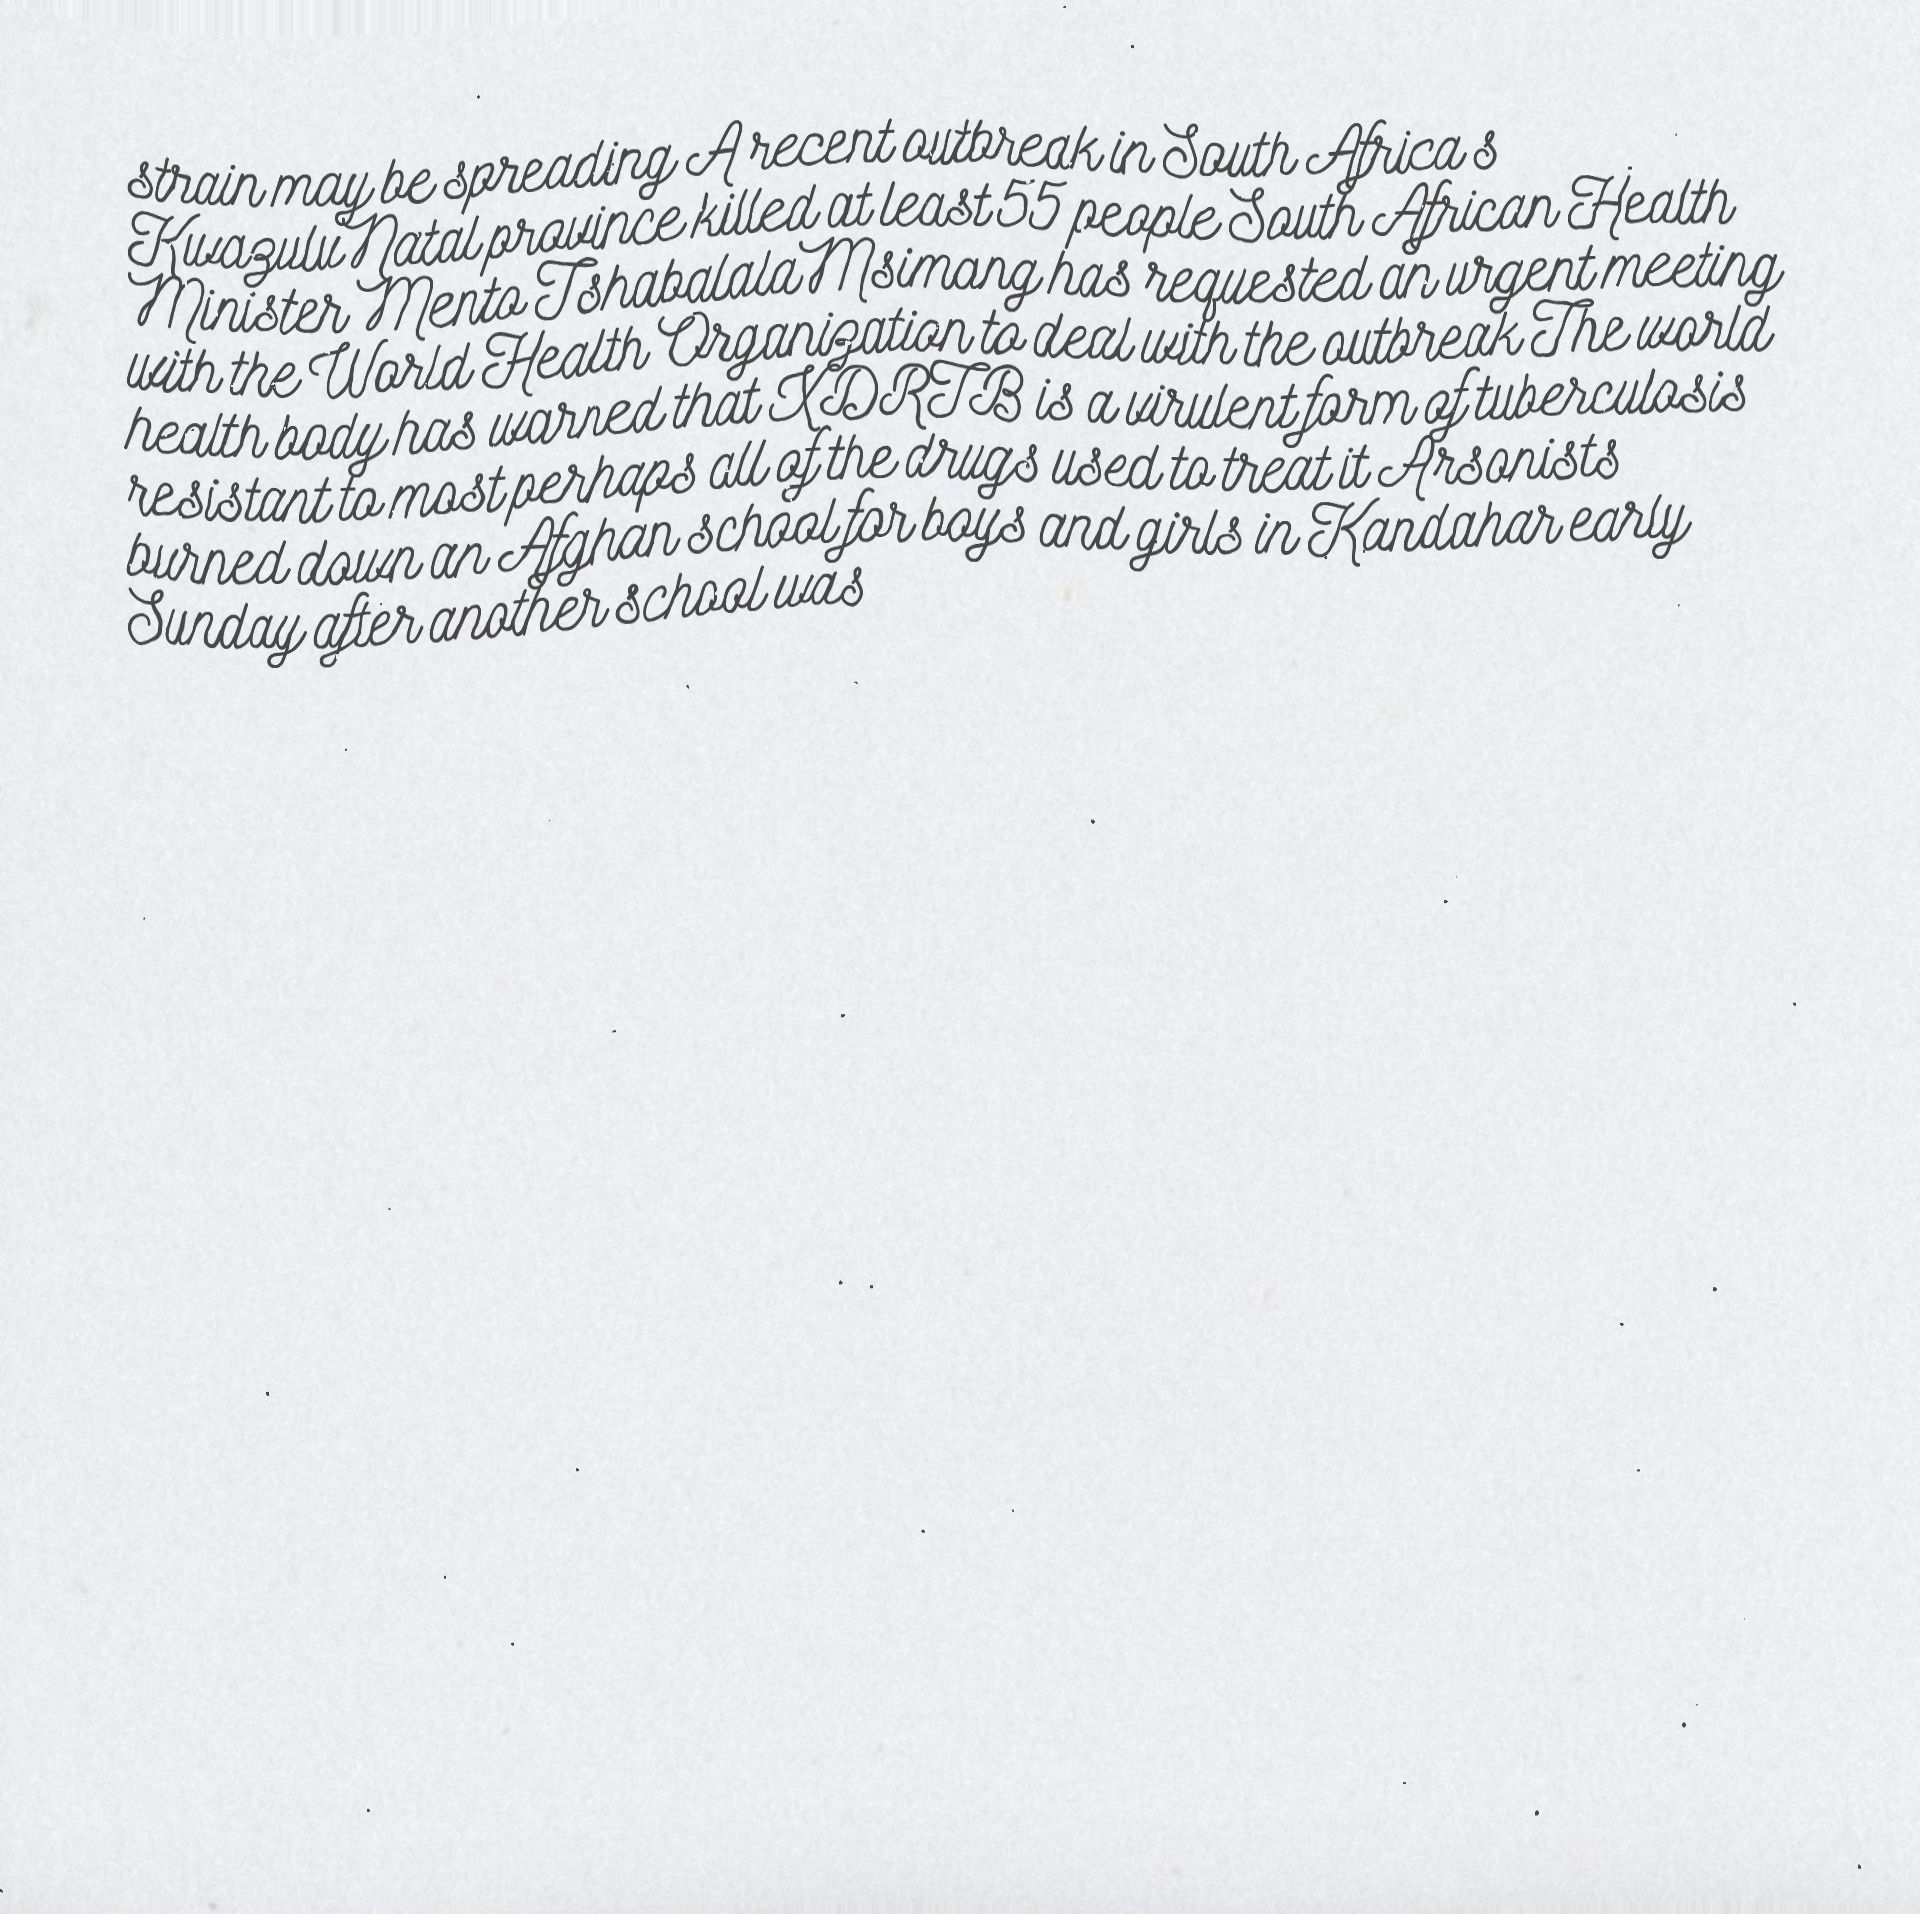 strain may be spreading A recent outbreak in South Africa s
Kwazulu Natal province killed at least 55 people South African Health
Minister Mento Tshabalala Msimang has requested an urgent meeting
with the World Health Organization to deal with the outbreak The world
health body has warned that XDRTB is a virulent form of tuberculosis
resistant to most perhaps all of the drugs used to treat it Arsonists
burned down an Afghan school for boys and girls in Kandahar early
Sunday after another school was